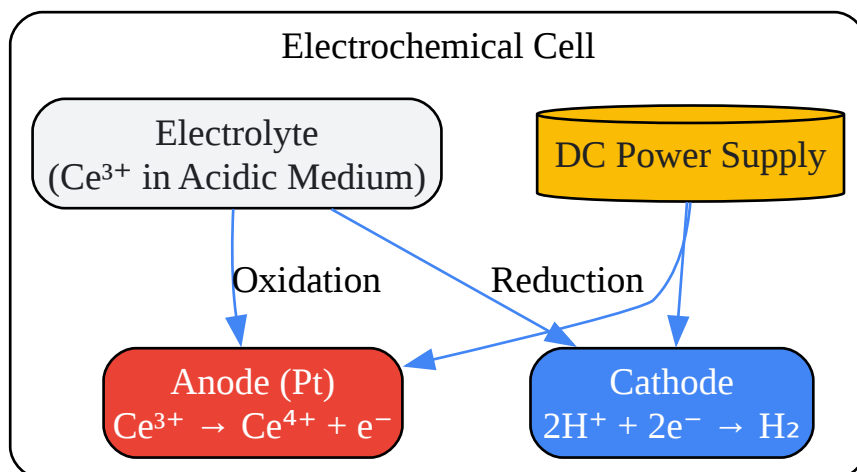 Electrochemical Cell
Electrolyte
(Ce³⁺ in Acidic Medium)
DC Power Supply
Oxidation
Reduction
Anode (Pt)
Ce³⁺ → Ce⁴⁺ + e⁻
Cathode
2H⁺ + 2e⁻ → H₂